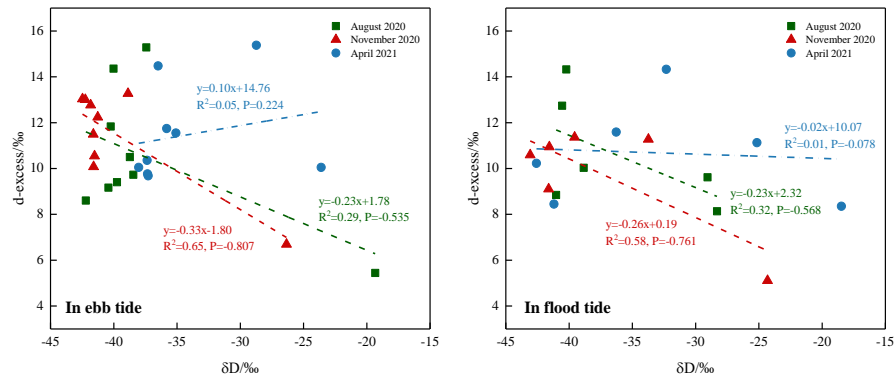 16
14
12
10
8
6
4
d-excess/‰
August 2020
November 2020
April 2021
y=0.10x+14.76
R²=0.05, P=0.224
y=-0.23x+1.78
R²=0.29, P=-0.535
y=-0.33x-1.80
R²=0.65, P=-0.807
In ebb tide
-45 -40 -35 -30 -25 -20 -15
δD/‰
16
14
12
10
8
6
4
d-excess/‰
August 2020
November 2020
April 2021
y=-0.02x+10.07
R²=0.01, P=-0.078
y=-0.23x+2.32
R²=0.32, P=-0.568
y=-0.26x+0.19
R²=0.58, P=-0.761
In flood tide
-45 -40 -35 -30 -25 -20 -15
δD/‰